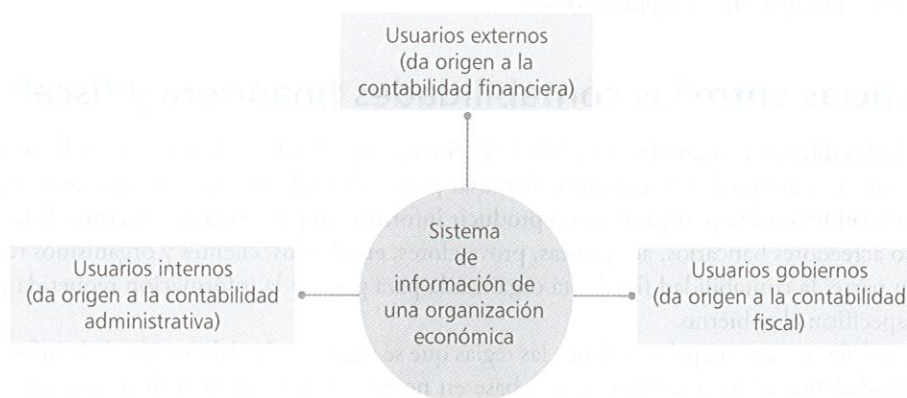 Usuarios externos
(da origen a la
contabilidad financiera)
Sistema
de
información de
una organización
económica
Usuarios internos
(da origen a la contabilidad
administrativa)
Usuarios gobiernos
(da origen a la contabilidad
fiscal)